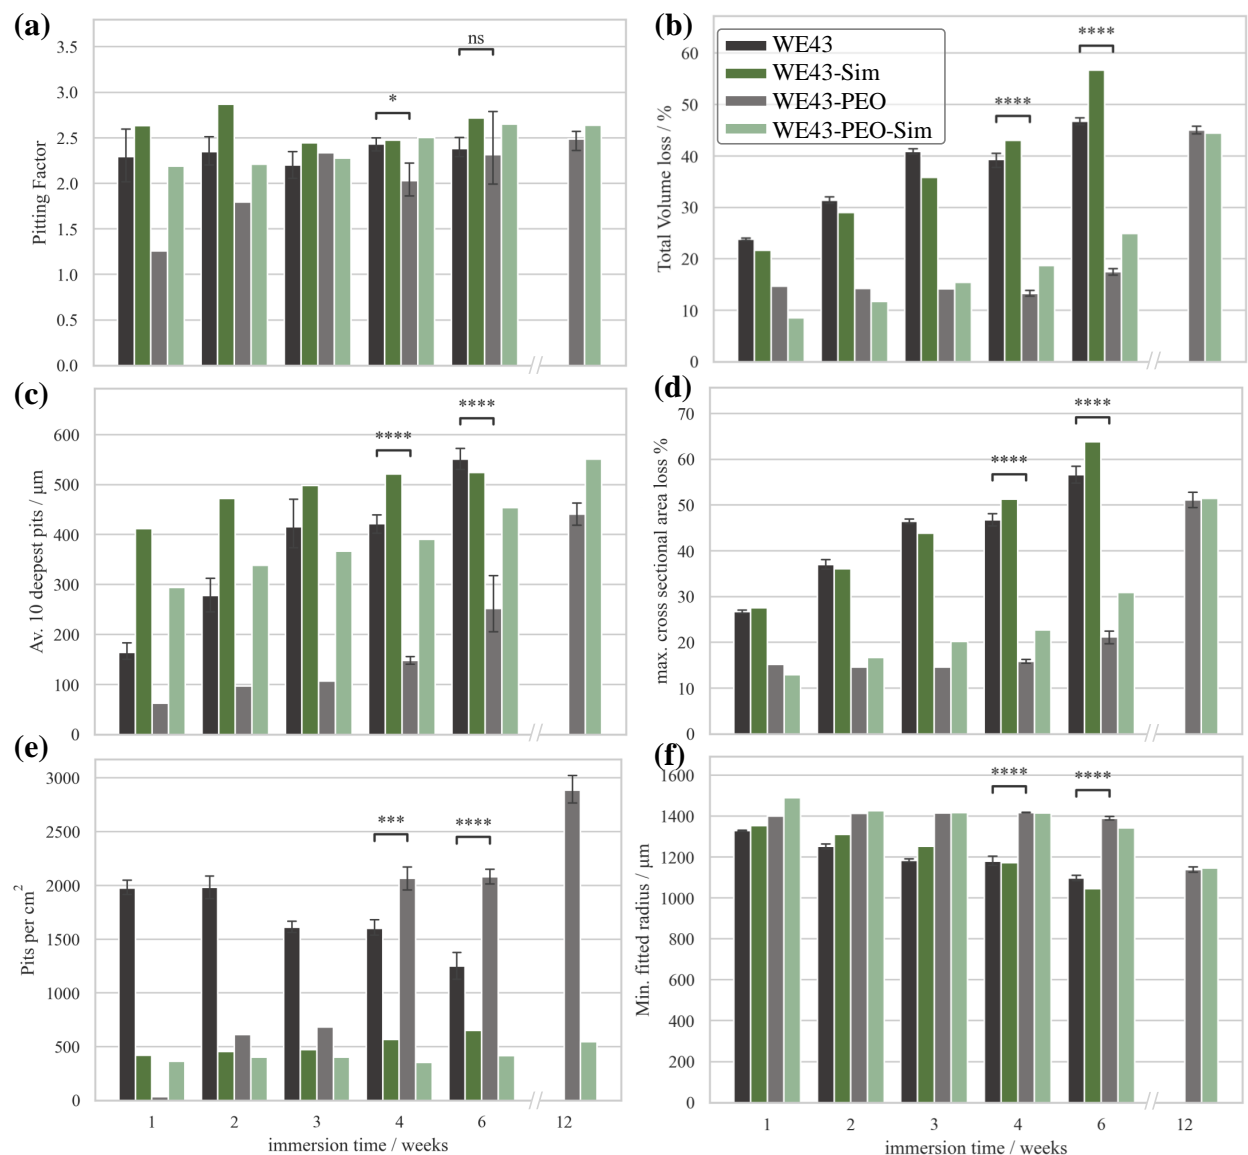 (a)
3.5
3.0
2.5
2.0
1.5
1.0
0.5
0.0
Pitting Factor
*
ns
(b)
60
50
40
30
20
10
0
Total Volume loss / %
WE43
WE43-Sim
WE43-PEO
WE43-PEO-Sim
****
****
(c)
600
500
400
300
200
100
0
Av. 10 deepest pits / μm
****
****
(d)
70
60
50
40
30
20
10
0
max. cross sectional area loss %
****
****
(e)
3000
2500
2000
1500
1000
500
0
Pits per cm²
***
****
1 2 3 4 6 12
immersion time / weeks
(f)
1600
1400
1200
1000
800
600
400
200
0
Min. fitted radius / μm
****
****
1 2 3 4 6 12
immersion time / weeks